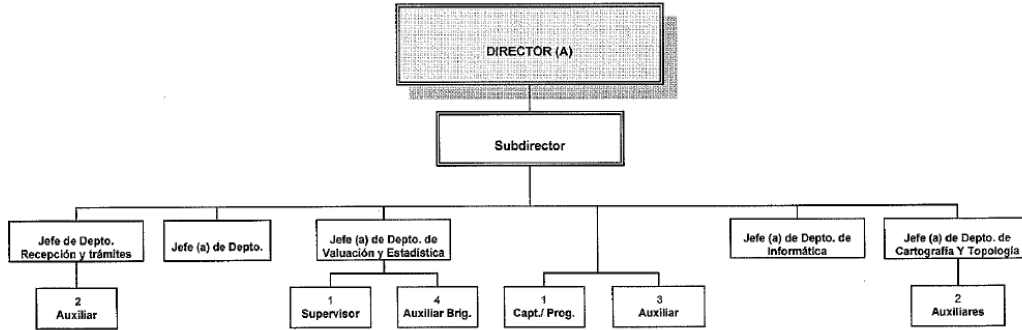 DIRECTOR (A)
Subdirector
Jefe de Depto.
Recepción y trámites
Jefe (a) de Depto.
Jefe (a) de Depto. de
Valuación y Estadística
Jefe (a) de Depto. de
Informática
Jefe (a) de Depto. de
Cartografía Y Topología
2
Auxiliar
1
Supervisor
4
Auxiliar Brig.
1
Capt./ Prog.
3
Auxiliar
2
Auxiliares